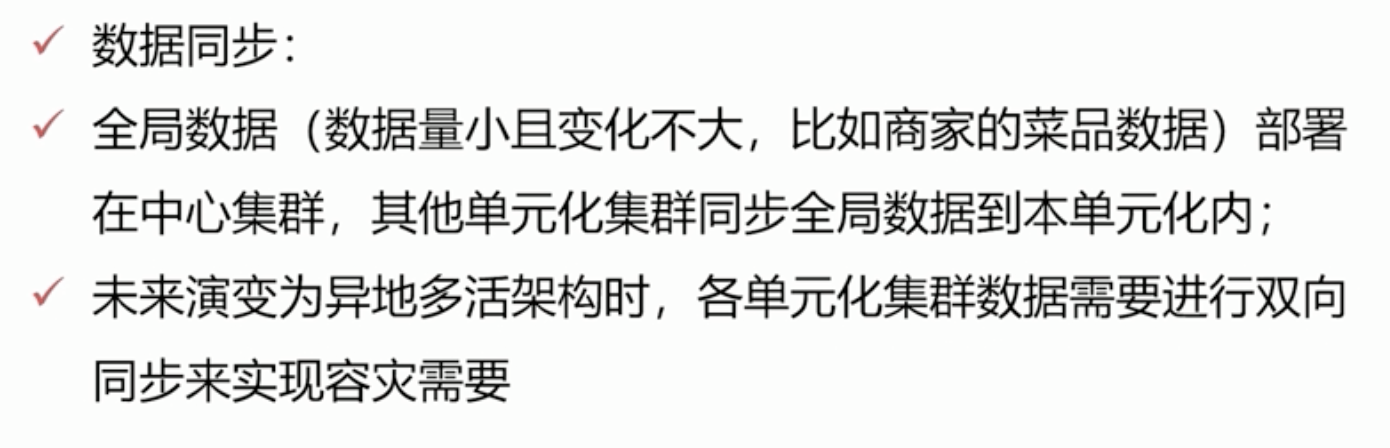 ✓ 数据同步：
✓ 全局数据（数据量小且变化不大，比如商家的菜品数据）部署
在中心集群，其他单元化集群同步全局数据到本单元化内；
✓ 未来演变为异地多活架构时，各单元化集群数据需要进行双向
同步来实现容灾需要